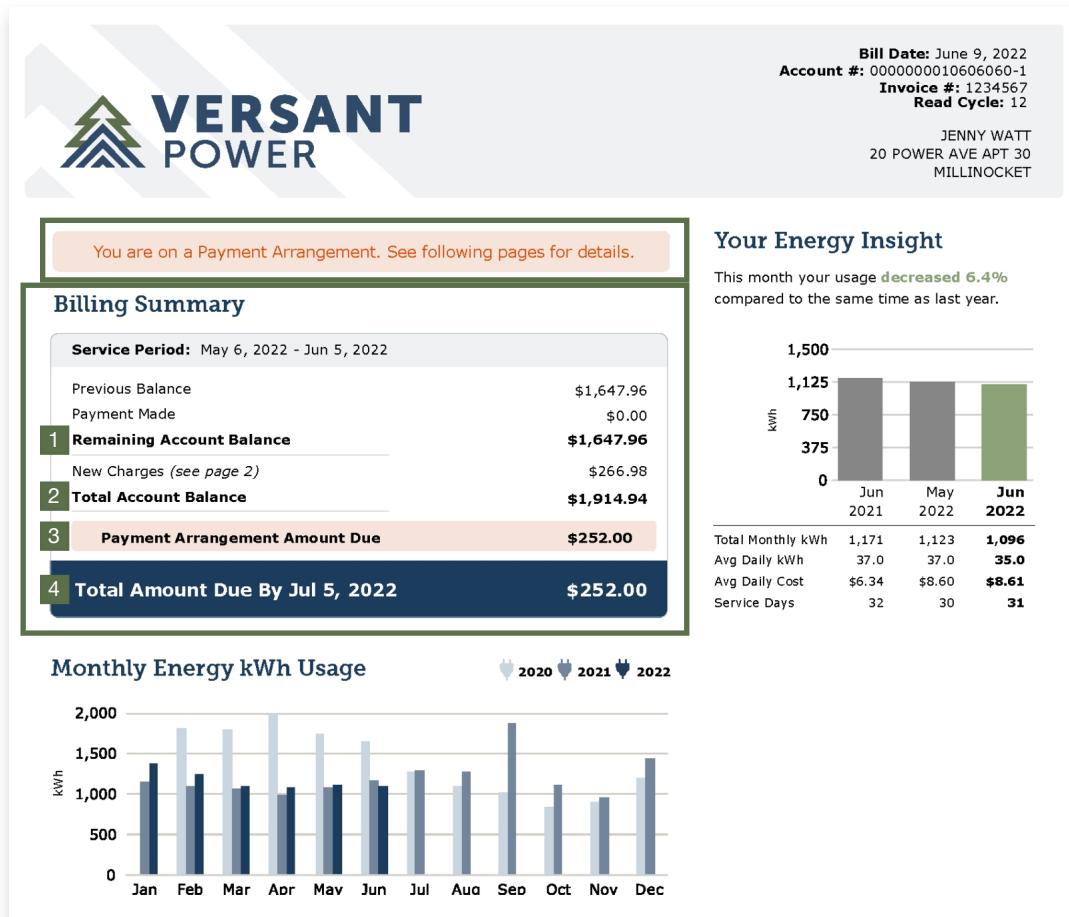 VERSANT
POWER
Bill Date: June 9, 2022
Account #: 0000000010606060-1
Invoice #: 1234567
Read Cycle: 12
JENNY WATT
20 POWER AVE APT 30
MILLINOCKET
You are on a Payment Arrangement. See following pages for details.
Billing Summary
Service Period: May 6, 2022 - Jun 5, 2022
Previous Balance $1,647.96
Payment Made $0.00
1 Remaining Account Balance $1,647.96
New Charges (see page 2) $266.98
2 Total Account Balance $1,914.94
3 Payment Arrangement Amount Due $252.00
4 Total Amount Due By Jul 5, 2022 $252.00
Your Energy Insight
This month your usage decreased 6.4%
compared to the same time as last year.
1,500
1,125
750
375
0
kWh
Jun May Jun
2021 2022 2022
Total Monthly kWh 1,171 1,123 1,096
Avg Daily kWh 37.0 37.0 35.0
Avg Daily Cost $6.34 $8.60 $8.61
Service Days 32 30 31
Monthly Energy kWh Usage
2020 2021 2022
2,000
1,500
1,000
500
0
kWh
Jan Feb Mar Apr May Jun Jul Aug Sep Oct Nov Dec